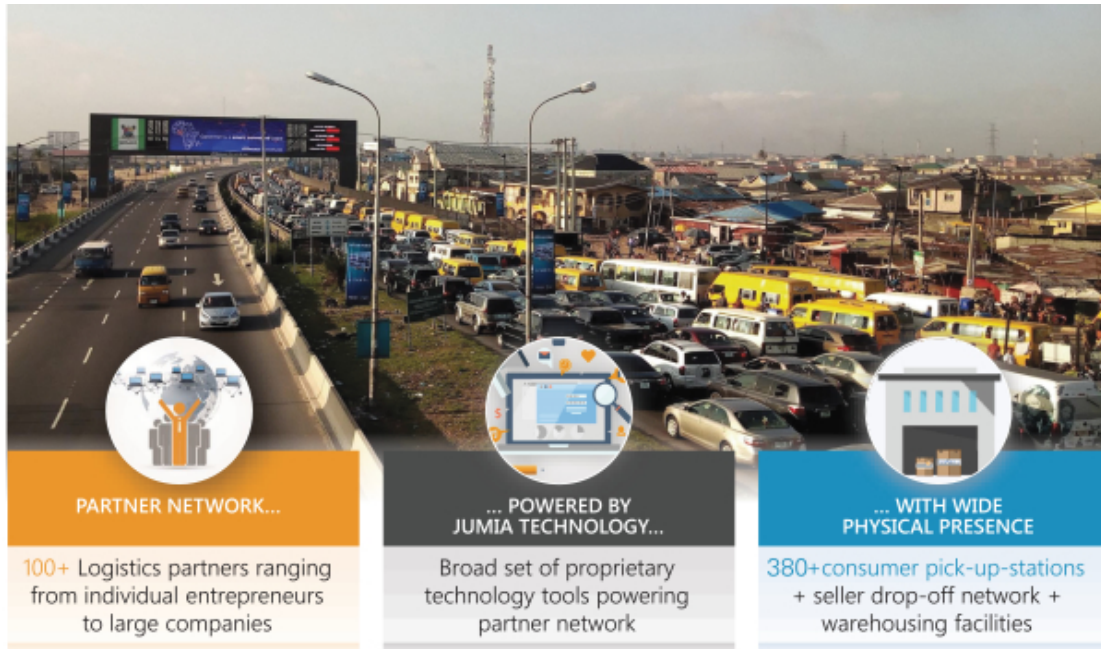 PARTNER NETWORK...
100+ Logistics partners ranging
from individual entrepreneurs
to large companies
... POWERED BY
JUMIA TECHNOLOGY...
Broad set of proprietary
technology tools powering
partner network
... WITH WIDE
PHYSICAL PRESENCE
380+consumer pick-up-stations
+ seller drop-off network +
warehousing facilities